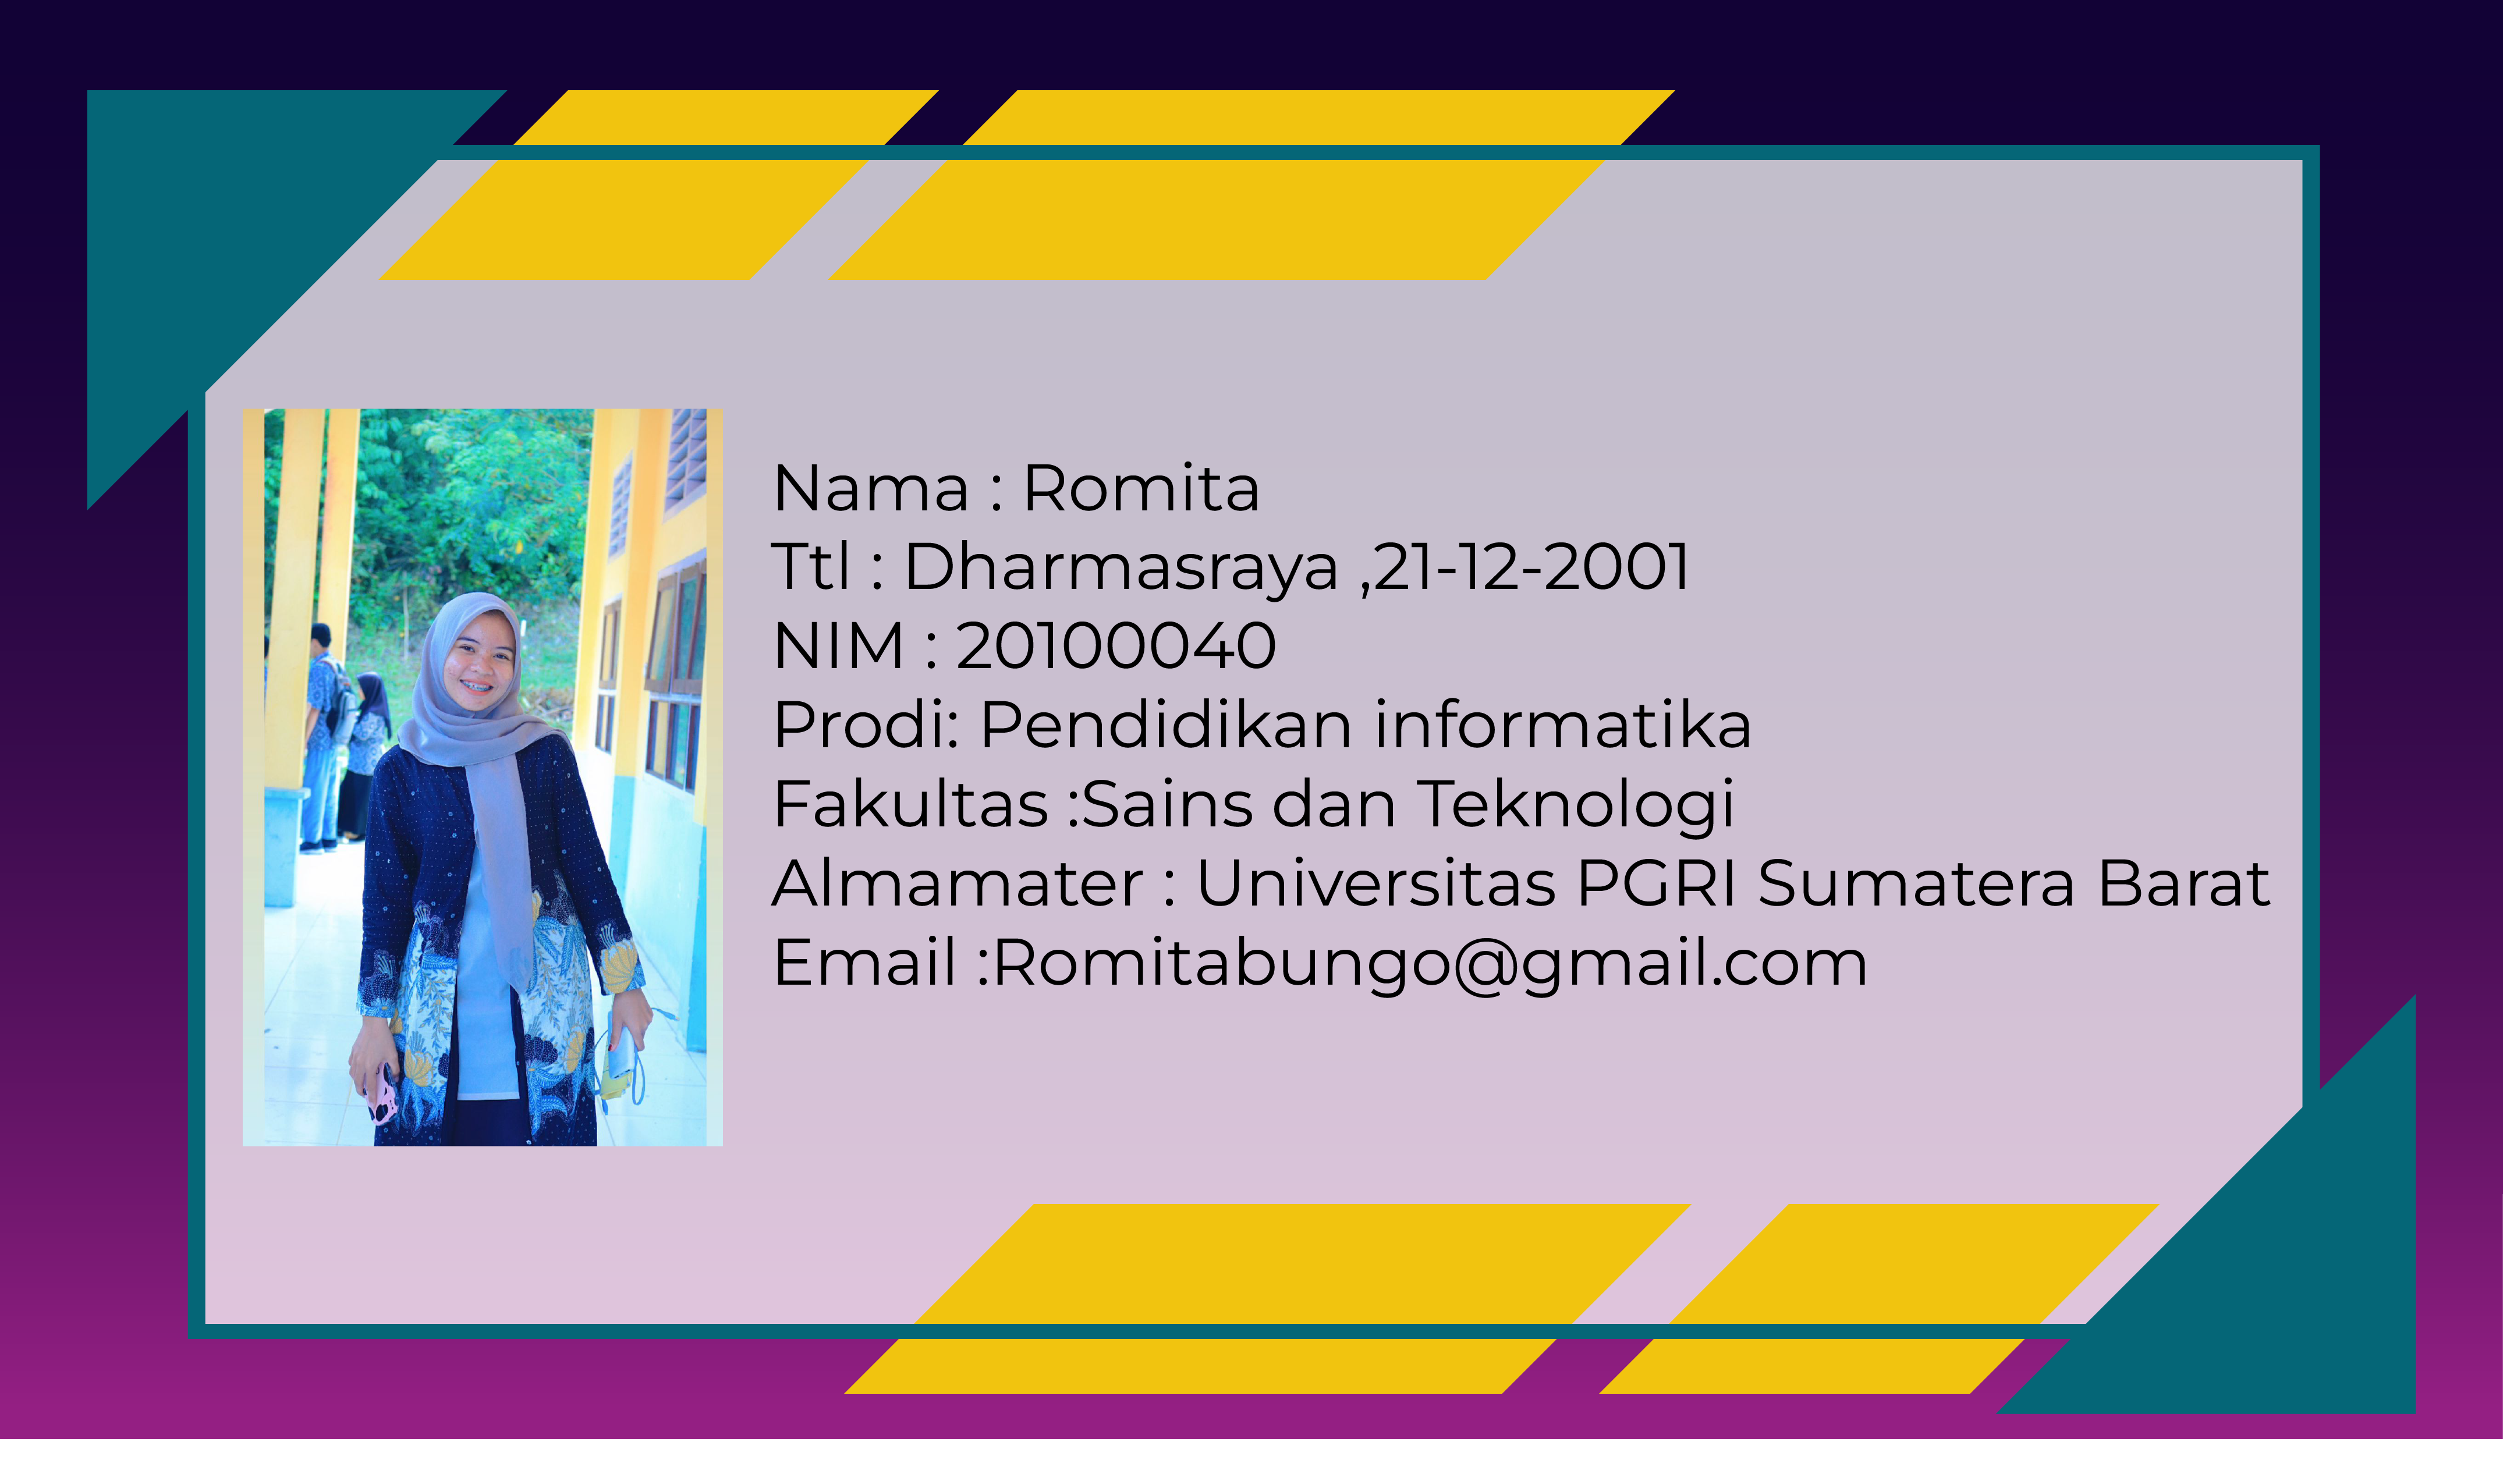 Nama : Romita
Ttl : Dharmasraya ,21-12-2001
NIM : 20100040
Prodi: Pendidikan informatika
Fakultas :Sains dan Teknologi
Almamater : Universitas PGRI Sumatera Barat
Email :Romitabungo@gmail.com